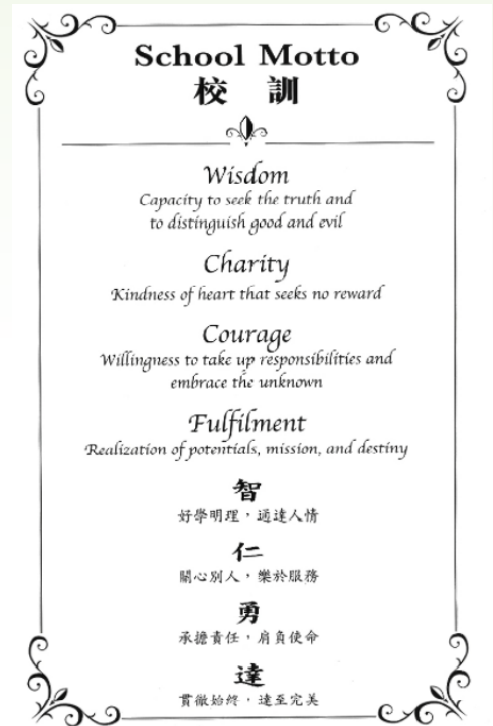 School Motto
校 訓
Wisdom
Capacity to seek the truth and
to distinguish good and evil
Charity
Kindness of heart that seeks no reward
Courage
Willingness to take up responsibilities and
embrace the unknown
Fulfilment
Realization of potentials, mission, and destiny
智
好學明理，通達人情
仁
關心別人，樂於服務
勇
承擔責任，肩負使命
達
貫徹始終，達至完美